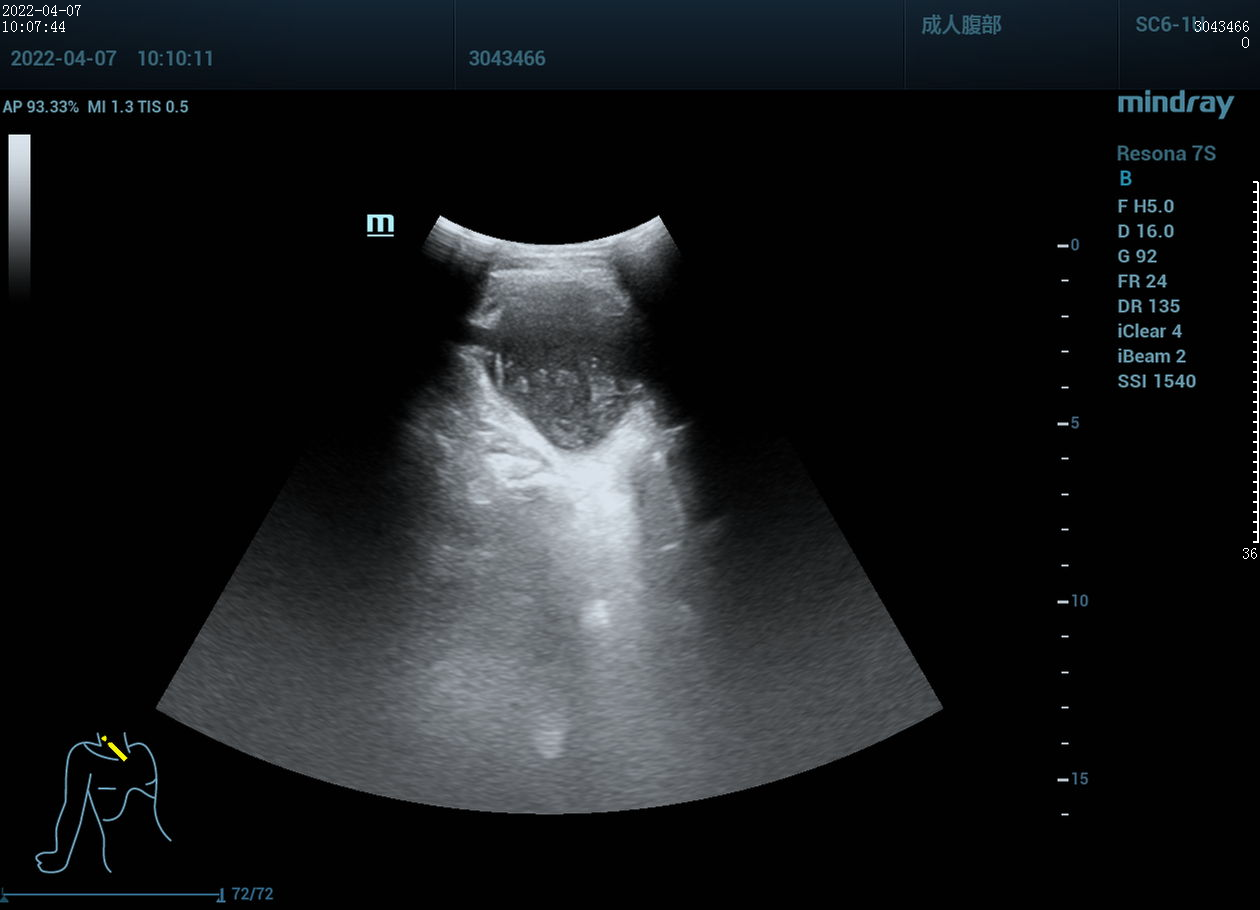 2022-04-07
10:07:44
2022-04-07 10:10:11
3043466
成人腹部
3043466
0
AP 93.33% MI 1.3 TIS 0.5
mindray
Resona 7S
B
F H5.0
D 16.0
G 92
FR 24
DR 135
iClear 4
iBeam 2
SSI 1540
m
0
5
10
15
36
72/72